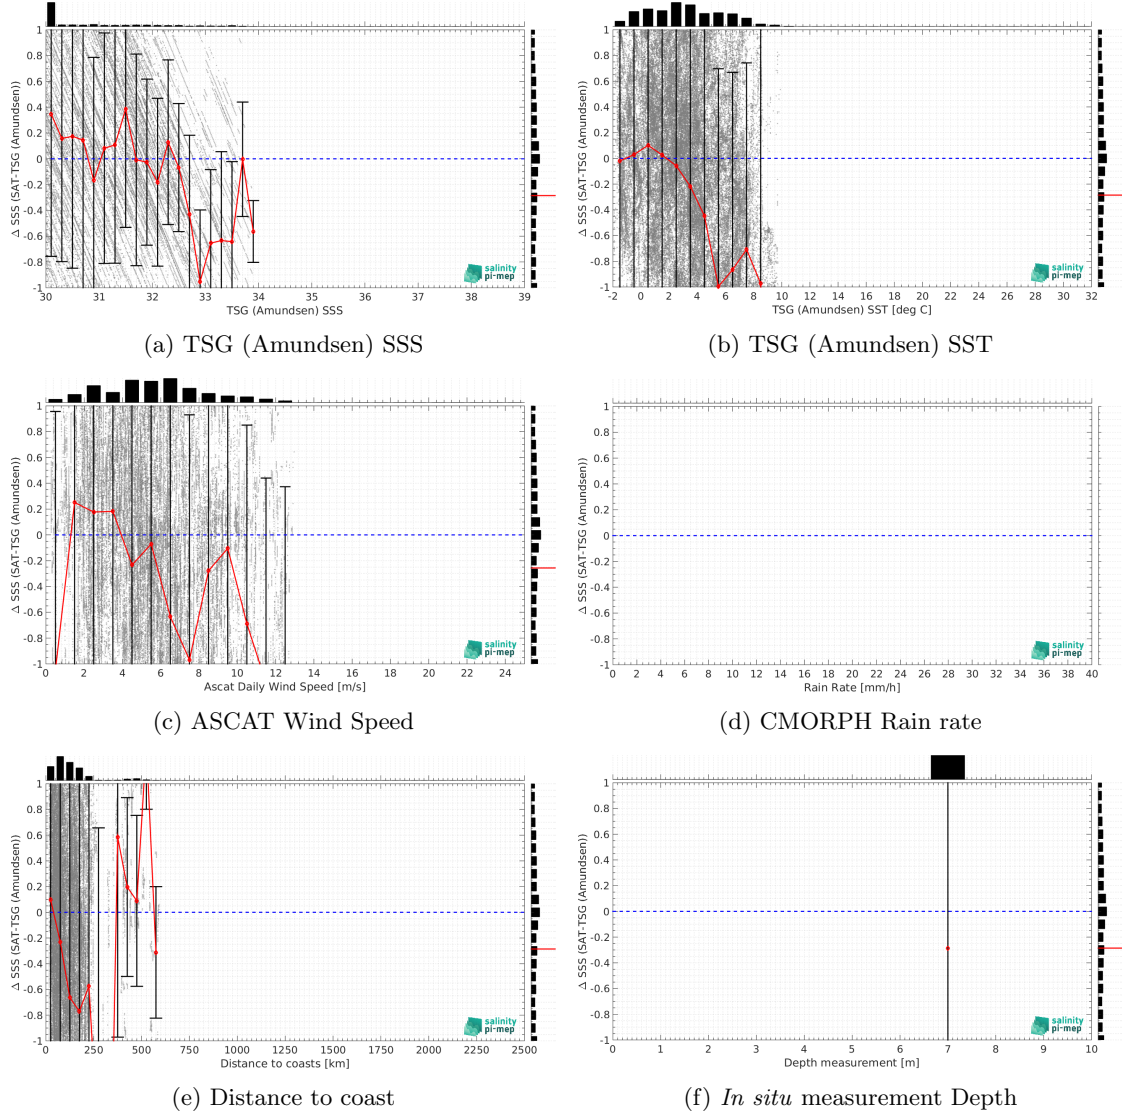 1
0.8
0.6
0.4
0.2
0
-0.2
-0.4
-0.6
-0.8
-1
Δ SSS (SAT-TSG (Amundsen))
30 31 32 33 34 35 36 37 38 39
TSG (Amundsen) SSS
salinity
pi-mep
(a) TSG (Amundsen) SSS
1
0.8
0.6
0.4
0.2
0
-0.2
-0.4
-0.6
-0.8
-1
Δ SSS (SAT-TSG (Amundsen))
-2 0 2 4 6 8 10 12 14 16 18 20 22 24 26 28 30 32
TSG (Amundsen) SST [deg C]
salinity
pi-mep
(b) TSG (Amundsen) SST
1
0.8
0.6
0.4
0.2
0
-0.2
-0.4
-0.6
-0.8
-1
Δ SSS (SAT-TSG (Amundsen))
0 2 4 6 8 10 12 14 16 18 20 22 24
Ascat Daily Wind Speed [m/s]
salinity
pi-mep
(c) ASCAT Wind Speed
1
0.8
0.6
0.4
0.2
0
-0.2
-0.4
-0.6
-0.8
-1
Δ SSS (SAT-TSG (Amundsen))
0 2 4 6 8 10 12 14 16 18 20 22 24 26 28 30 32 34 36 38 40
Rain Rate [mm/h]
salinity
pi-mep
(d) CMORPH Rain rate
1
0.8
0.6
0.4
0.2
0
-0.2
-0.4
-0.6
-0.8
-1
Δ SSS (SAT-TSG (Amundsen))
0 250 500 750 1000 1250 1500 1750 2000 2250 2500
Distance to coasts [km]
salinity
pi-mep
(e) Distance to coast
1
0.8
0.6
0.4
0.2
0
-0.2
-0.4
-0.6
-0.8
-1
Δ SSS (SAT-TSG (Amundsen))
0 1 2 3 4 5 6 7 8 9 10
Depth measurement [m]
salinity
pi-mep
(f) In situ measurement Depth